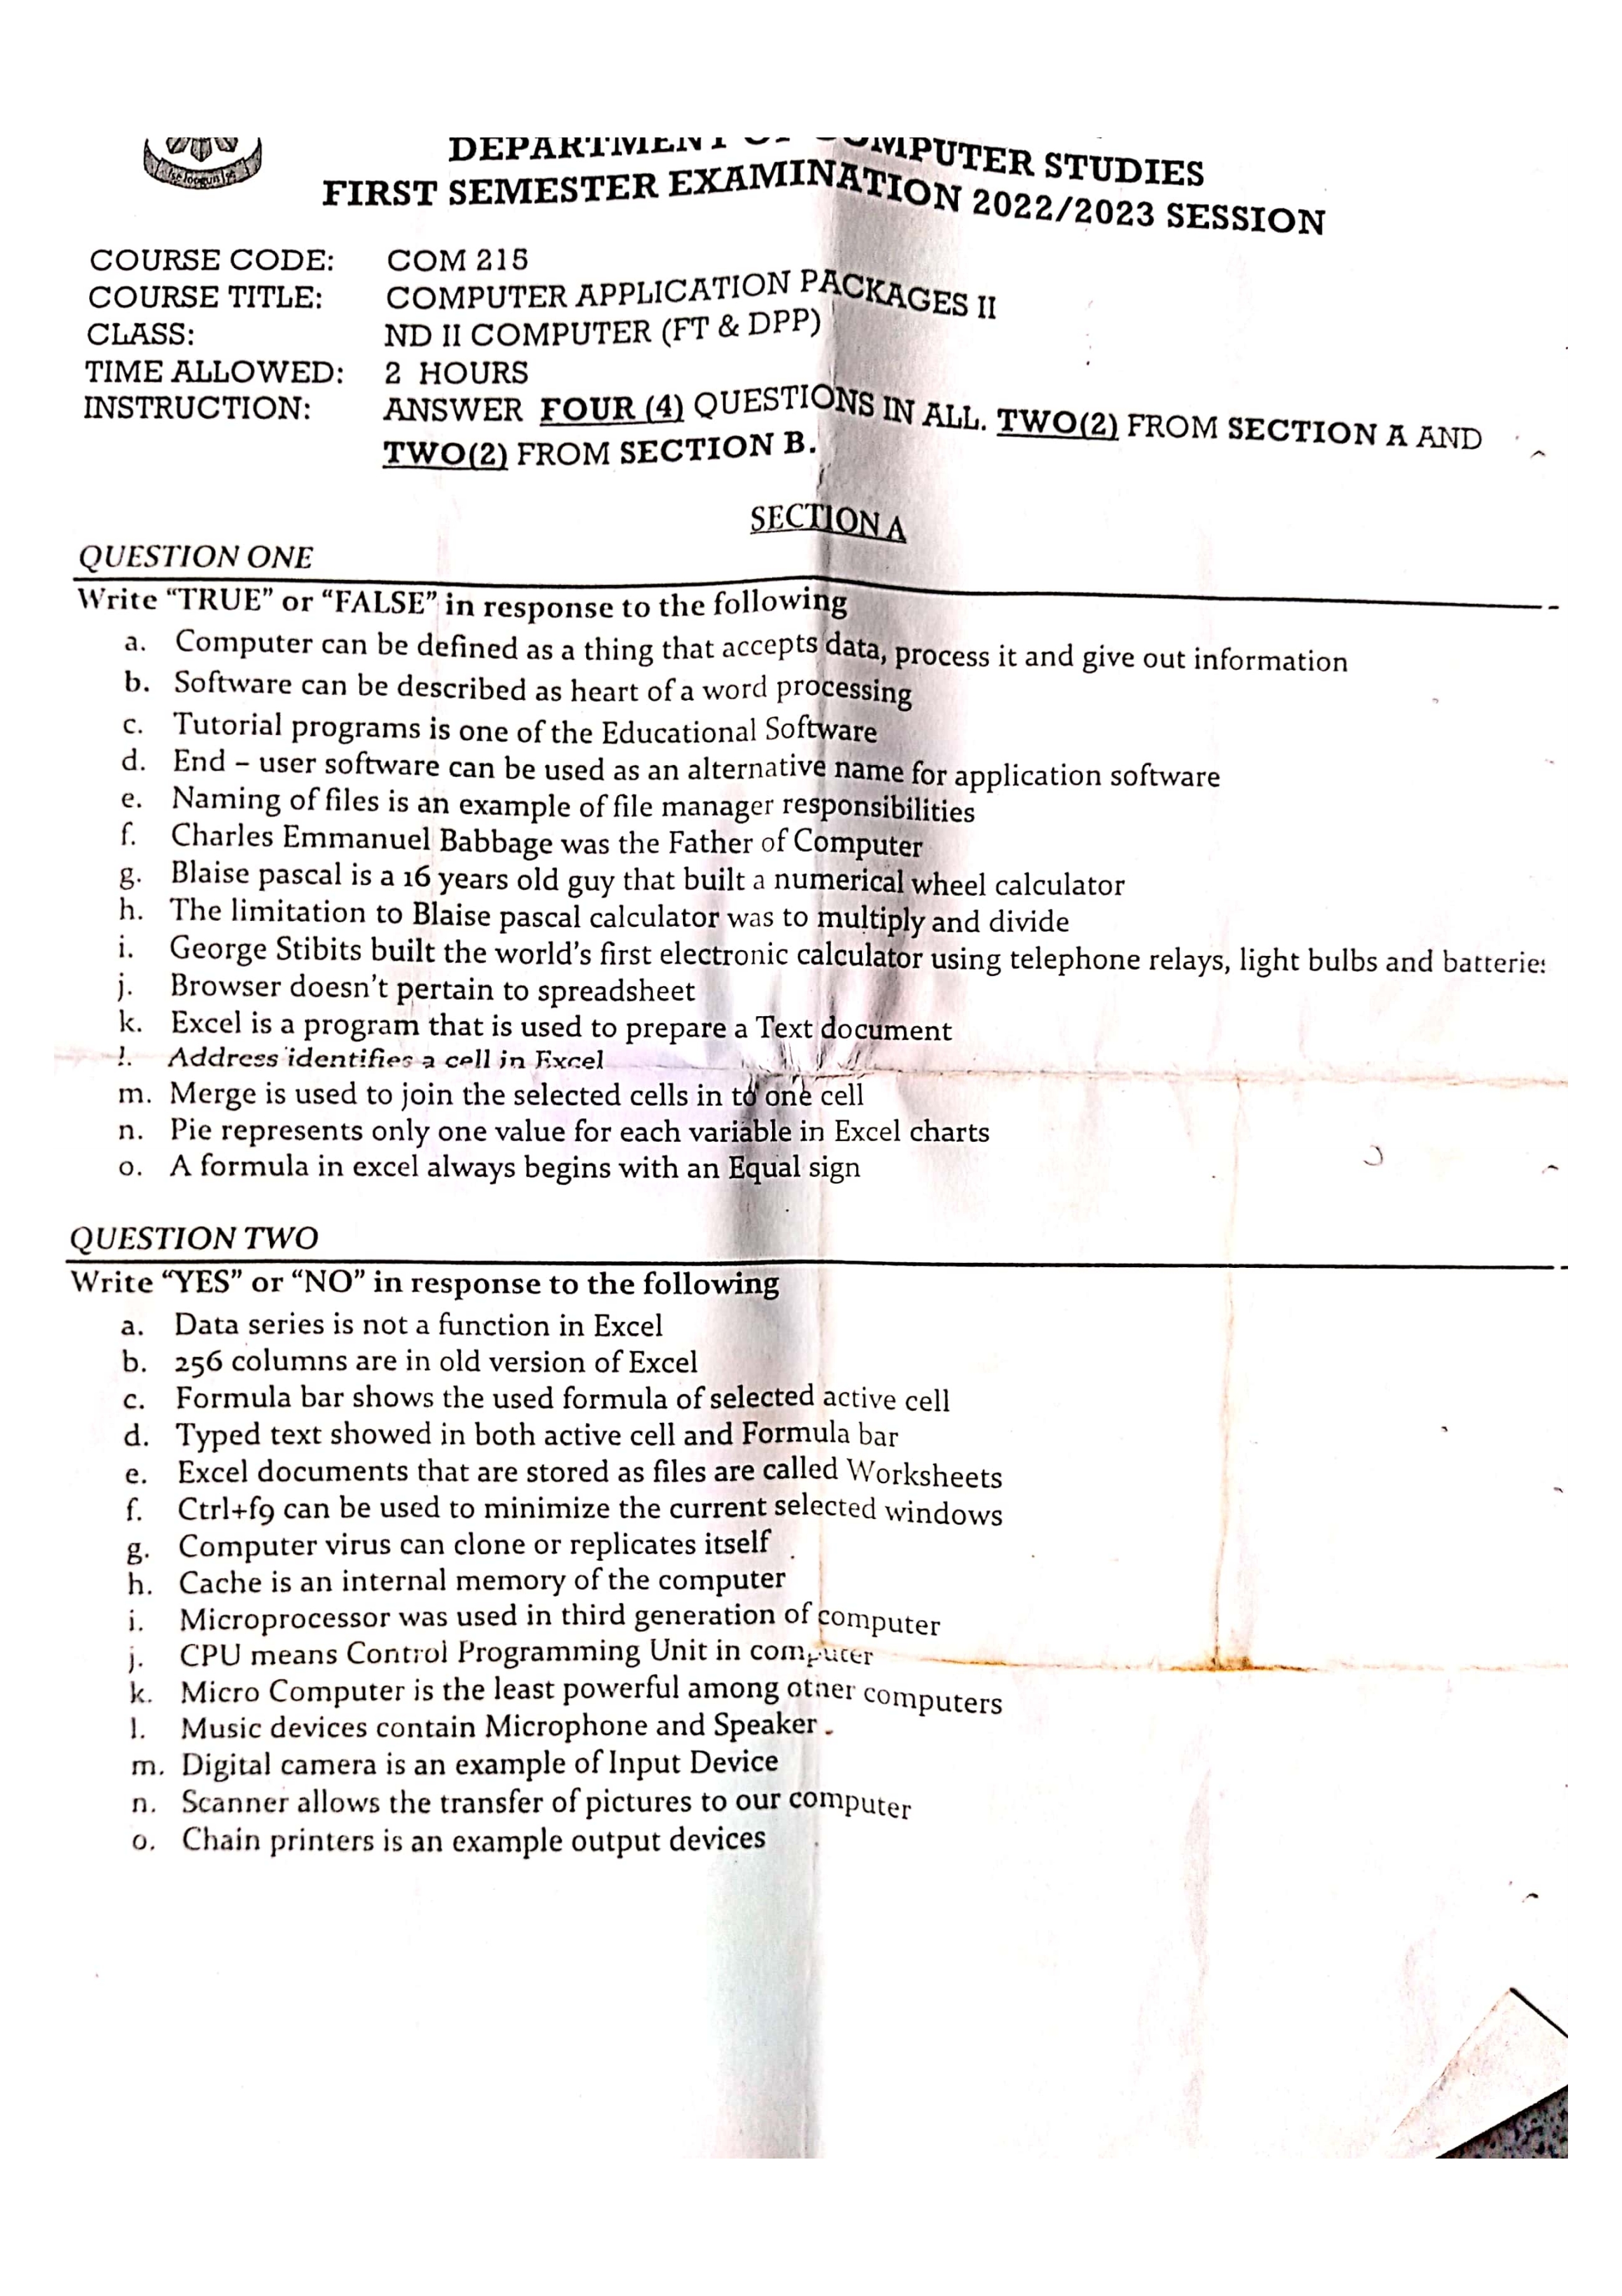 DEPARTMENT OF COMPUTER STUDIES
FIRST SEMESTER EXAMINATION 2022/2023 SESSION
COURSE CODE: COM 215
COURSE TITLE: COMPUTER APPLICATION PACKAGES II
CLASS: ND II COMPUTER (FT & DPP)
TIME ALLOWED: 2 HOURS
INSTRUCTION: ANSWER FOUR (4) QUESTIONS IN ALL. TWO(2) FROM SECTION A AND
TWO(2) FROM SECTION B.
SECTION A
QUESTION ONE
Write “TRUE” or “FALSE” in response to the following
a. Computer can be defined as a thing that accepts data, process it and give out information
b. Software can be described as heart of a word processing
c. Tutorial programs is one of the Educational Software
d. End – user software can be used as an alternative name for application software
e. Naming of files is an example of file manager responsibilities
f. Charles Emmanuel Babbage was the Father of Computer
g. Blaise pascal is a 16 years old guy that built a numerical wheel calculator
h. The limitation to Blaise pascal calculator was to multiply and divide
i. George Stibits built the world’s first electronic calculator using telephone relays, light bulbs and batteries
j. Browser doesn’t pertain to spreadsheet
k. Excel is a program that is used to prepare a Text document
l. Address identifies a cell in Excel
m. Merge is used to join the selected cells in to one cell
n. Pie represents only one value for each variable in Excel charts
o. A formula in excel always begins with an Equal sign
QUESTION TWO
Write “YES” or “NO” in response to the following
a. Data series is not a function in Excel
b. 256 columns are in old version of Excel
c. Formula bar shows the used formula of selected active cell
d. Typed text showed in both active cell and Formula bar
e. Excel documents that are stored as files are called Worksheets
f. Ctrl+f9 can be used to minimize the current selected windows
g. Computer virus can clone or replicates itself
h. Cache is an internal memory of the computer
i. Microprocessor was used in third generation of computer
j. CPU means Control Programming Unit in computer
k. Micro Computer is the least powerful among other computers
l. Music devices contain Microphone and Speaker.
m. Digital camera is an example of Input Device
n. Scanner allows the transfer of pictures to our computer
o. Chain printers is an example output devices